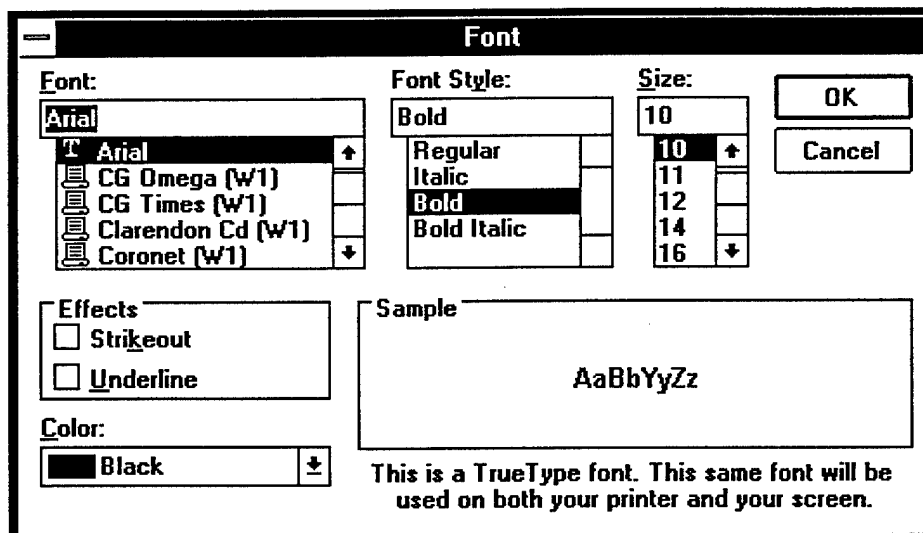 Font
Font:
Arial
Arial
CG Omega (W1)
CG Times (W1)
Clarendon Cd (W1)
Coronet (W1)
Font Style:
Bold
Regular
Italic
Bold
Bold Italic
Size:
10
10
11
12
14
16
OK
Cancel
Effects
Strikeout
Underline
Color:
Black
Sample
AaBbYyZz
This is a TrueType font. This same font will be
used on both your printer and your screen.